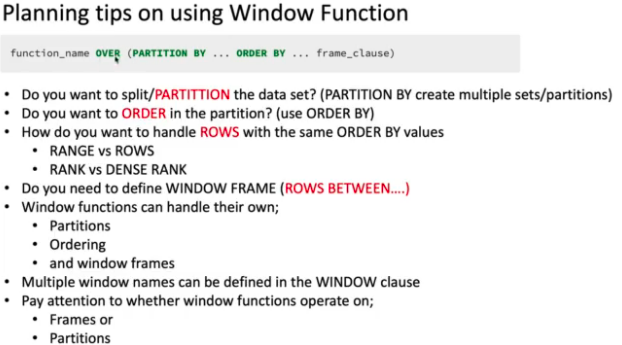 Planning tips on using Window Function
function_name OVER (PARTITION BY ... ORDER BY ... frame_clause)
• Do you want to split/PARTITTION the data set? (PARTITION BY create multiple sets/partitions)
• Do you want to ORDER in the partition? (use ORDER BY)
• How do you want to handle ROWS with the same ORDER BY values
• RANGE vs ROWS
• RANK vs DENSE RANK
• Do you need to define WINDOW FRAME (ROWS BETWEEN....)
• Window functions can handle their own;
• Partitions
• Ordering
• and window frames
• Multiple window names can be defined in the WINDOW clause
• Pay attention to whether window functions operate on;
• Frames or
• Partitions